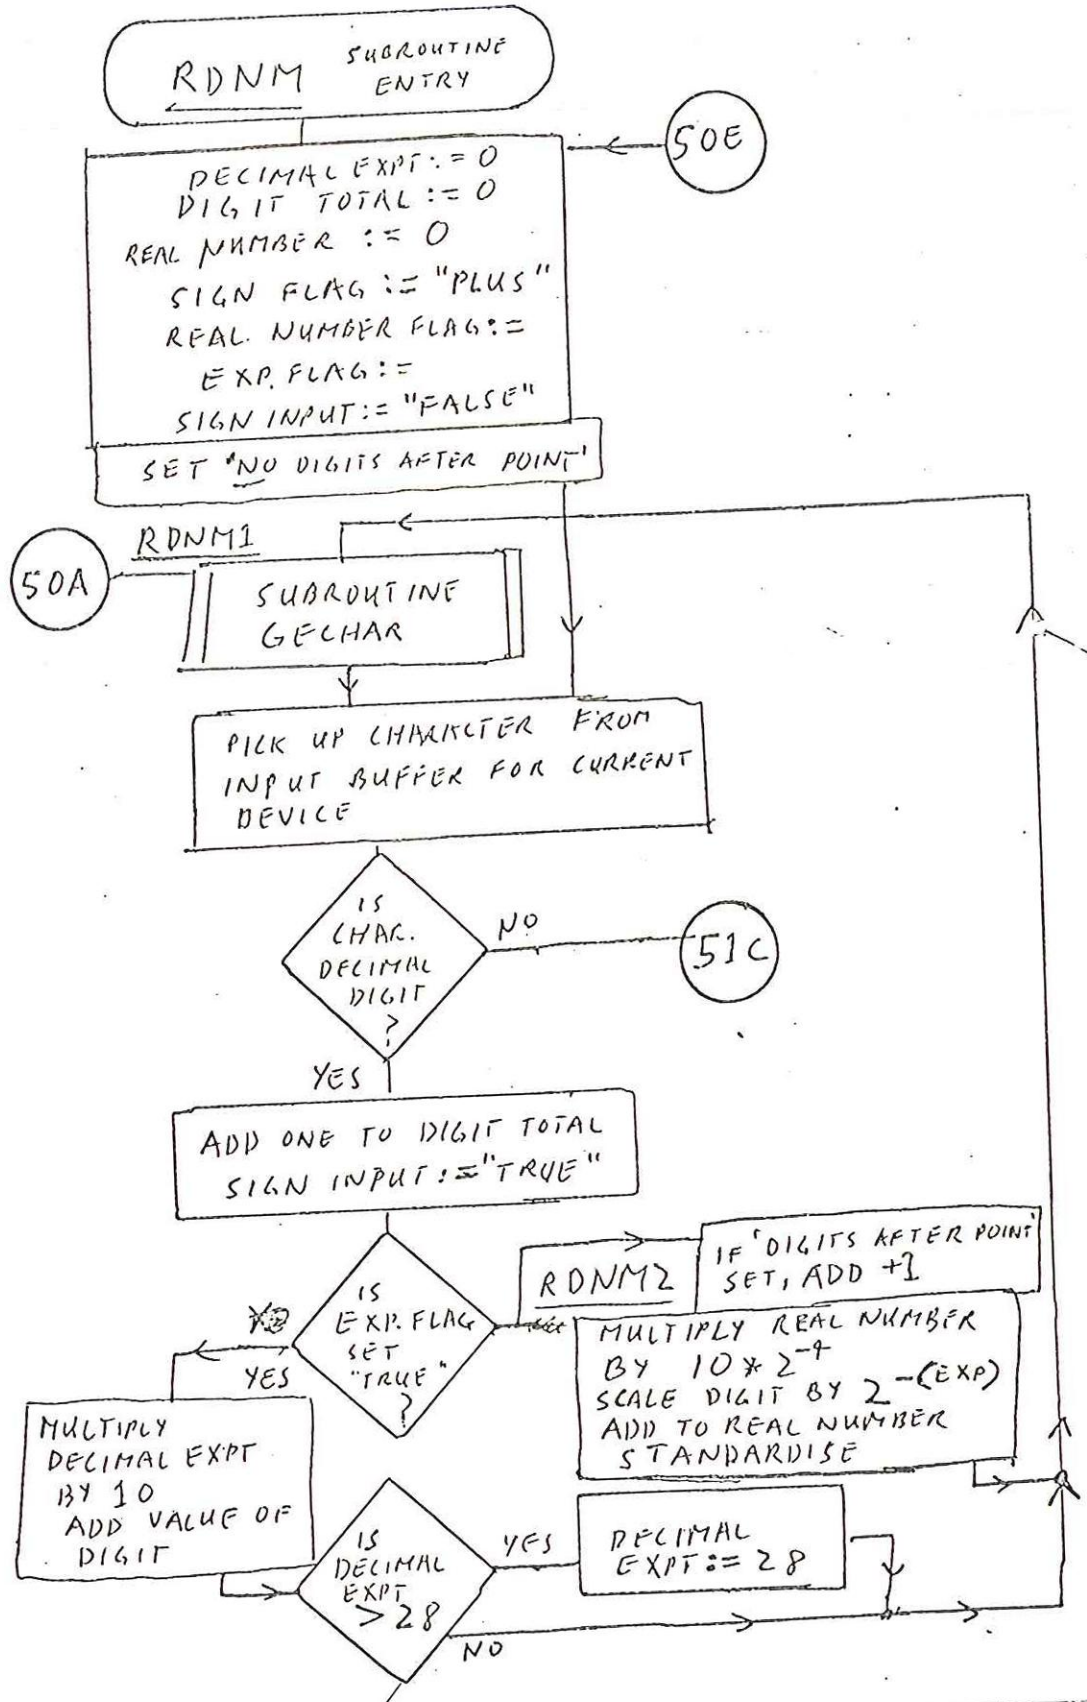 RDNM SUBROUTINE
ENTRY
50E
DECIMAL EXPT := 0
DIGIT TOTAL := 0
REAL NUMBER := 0
SIGN FLAG := "PLUS"
REAL NUMBER FLAG :=
EXP. FLAG :=
SIGN INPUT := "FALSE"
SET 'NO DIGITS AFTER POINT'
RDNM1
50A
SUBROUTINE
GECHAR
PICK UP CHARACTER FROM
INPUT BUFFER FOR CURRENT
DEVICE
IS
CHAR.
DECIMAL
DIGIT
?
NO
51C
YES
ADD ONE TO DIGIT TOTAL
SIGN INPUT := "TRUE"
IS
EXP. FLAG
SET
"TRUE"
?
YES
RDNM2
IF 'DIGITS AFTER POINT'
SET, ADD +1
MULTIPLY REAL NUMBER
BY 10 * 2^-4
SCALE DIGIT BY 2^-(EXP)
ADD TO REAL NUMBER
STANDARDISE
MULTIPLY
DECIMAL EXPT
BY 10
ADD VALUE OF
DIGIT
IS
DECIMAL
EXPT
> 28
YES
DECIMAL
EXPT := 28
NO